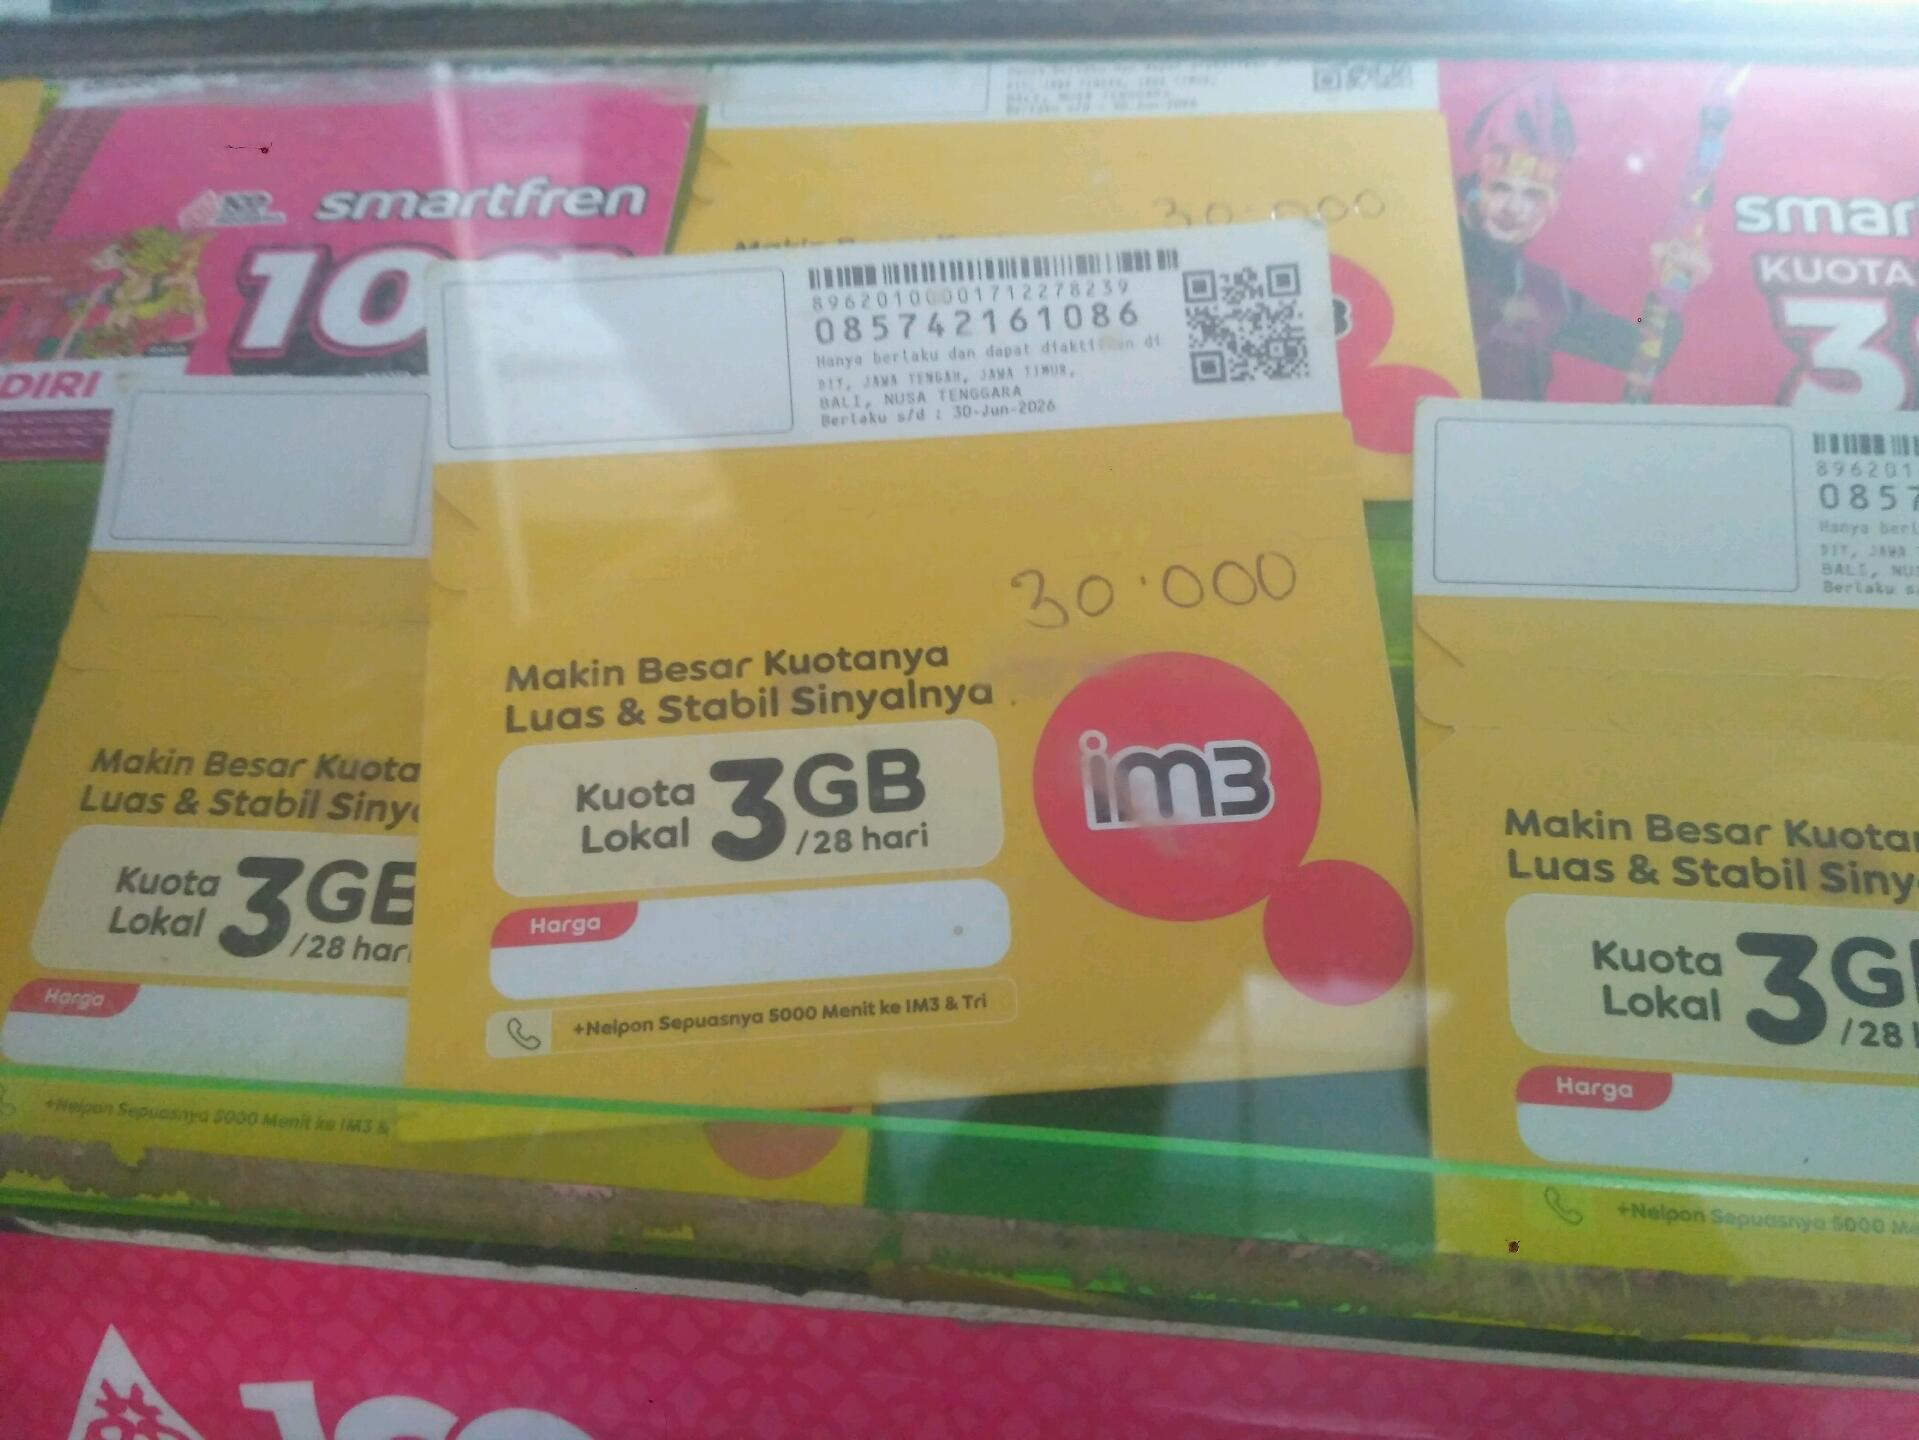 smartfren
10
30.000
smar
KUOTA
3
DIRI
89620100001712278239
085742161086
Hanya berlaku dan dapat diaktifkan di
DIY, JAWA TENGAH, JAWA TIMUR,
BALI, NUSA TENGGARA
Berlaku s/d : 30-Jun-2026
30.000
Makin Besar Kuotanya
Luas & Stabil Sinyalnya
Kuota
Lokal
3GB
/28 hari
im3
Harga
+Nelpon Sepuasnya 5000 Menit ke IM3 & Tri
Makin Besar Kuota
Luas & Stabil Siny
Kuota
Lokal
3GB
/28 hari
Harga
+Nelpon Sepuasnya 5000 Menit ke IM3 &
896201
0857
Hanya berl
DIY, JAWA
BALI, NUS
Berlaku s
Makin Besar Kuota
Luas & Stabil Siny
Kuota
Lokal
3G
/28
Harga
+Nelpon Sepuasnya 5000 Me